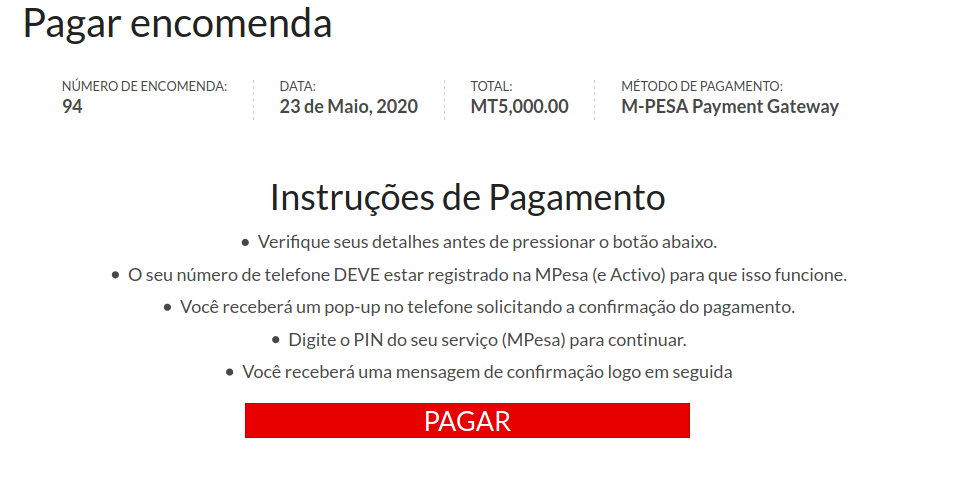 Pagar encomenda
NÚMERO DE ENCOMENDA: DATA: TOTAL: MÉTODO DE PAGAMENTO:
94 23 de Maio, 2020 MT5,000.00 M-PESA Payment Gateway
Instruções de Pagamento
• Verifique seus detalhes antes de pressionar o botão abaixo.
• O seu número de telefone DEVE estar registrado na MPesa (e Activo) para que isso funcione.
• Você receberá um pop-up no telefone solicitando a confirmação do pagamento.
• Digite o PIN do seu serviço (MPesa) para continuar.
• Você receberá uma mensagem de confirmação logo em seguida
PAGAR